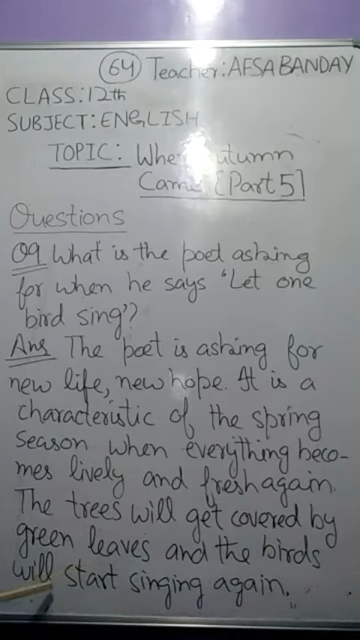 64 Teacher: AFSA BANDAY
CLASS: 12th
SUBJECT: ENGLISH
TOPIC: When Autumn
Came [Part 5]
Questions
Q9 What is the poet asking
for when he says 'Let one
bird sing'?
Ans The poet is asking for
new life, new hope. It is a
characteristic of the spring
season when everything beco-
mes lively and fresh again.
The trees will get covered by
green leaves and the birds
will start singing again.